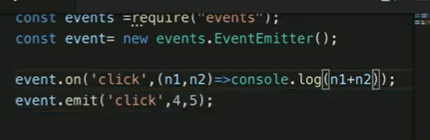 const events =require("events");
const event= new events.EventEmitter();
event.on('click',(n1,n2)=>console.log(n1+n2));
event.emit('click',4,5);